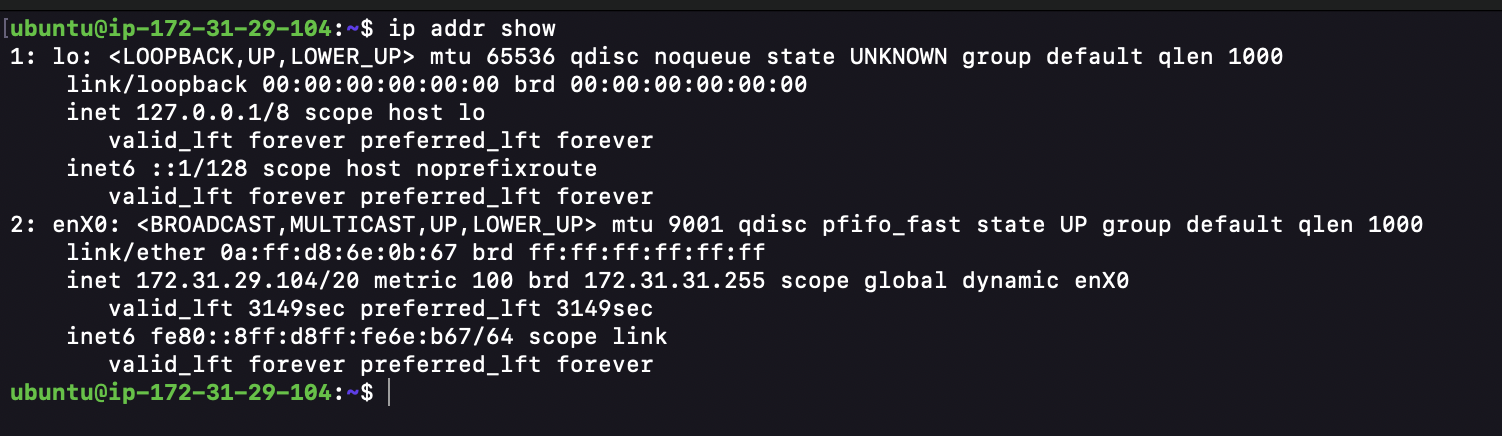 [ubuntu@ip-172-31-29-104:~$ ip addr show
1: lo: <LOOPBACK,UP,LOWER_UP> mtu 65536 qdisc noqueue state UNKNOWN group default qlen 1000
    link/loopback 00:00:00:00:00:00 brd 00:00:00:00:00:00
    inet 127.0.0.1/8 scope host lo
       valid_lft forever preferred_lft forever
    inet6 ::1/128 scope host noprefixroute
       valid_lft forever preferred_lft forever
2: enX0: <BROADCAST,MULTICAST,UP,LOWER_UP> mtu 9001 qdisc pfifo_fast state UP group default qlen 1000
    link/ether 0a:ff:d8:6e:0b:67 brd ff:ff:ff:ff:ff:ff
    inet 172.31.29.104/20 metric 100 brd 172.31.31.255 scope global dynamic enX0
       valid_lft 3149sec preferred_lft 3149sec
    inet6 fe80::8ff:d8ff:fe6e:b67/64 scope link
       valid_lft forever preferred_lft forever
ubuntu@ip-172-31-29-104:~$